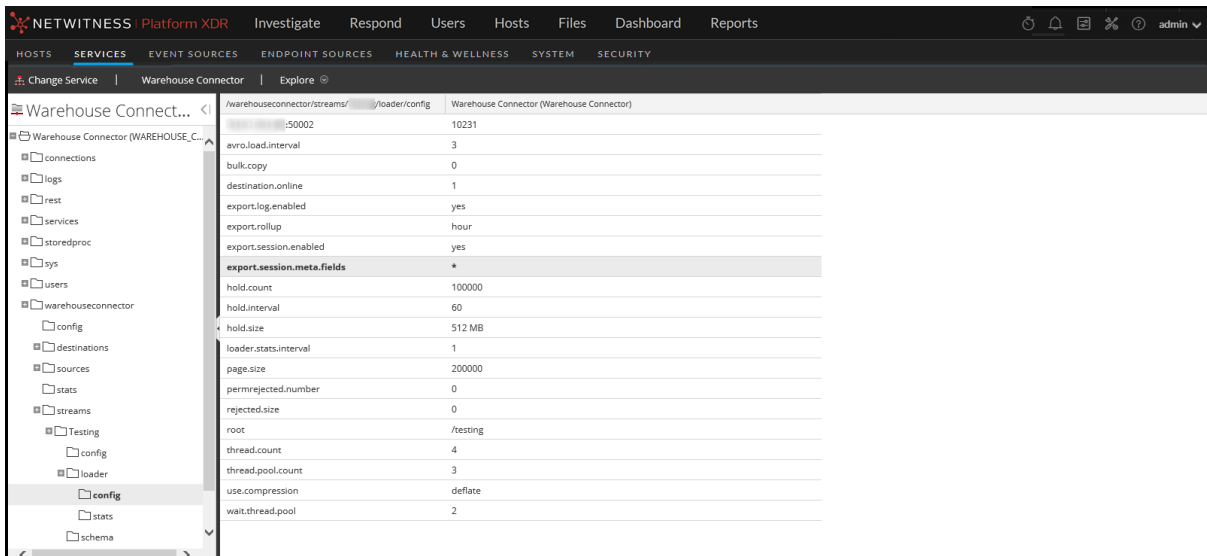 NETWITNESS Platform XDR Investigate Respond Users Hosts Files Dashboard Reports admin
HOSTS SERVICES EVENT SOURCES ENDPOINT SOURCES HEALTH & WELLNESS SYSTEM SECURITY
Change Service | Warehouse Connector | Explore
Warehouse Connect...
Warehouse Connector (WAREHOUSE_C...
connections
logs
rest
services
storedproc
sys
users
warehouseconnector
config
destinations
sources
stats
streams
Testing
config
loader
config
stats
schema
/warehouseconnector/streams/ /loader/config Warehouse Connector (Warehouse Connector)
:50002 10231
avro.load.interval 3
bulk.copy 0
destination.online 1
export.log.enabled yes
export.rollup hour
export.session.enabled yes
export.session.meta.fields *
hold.count 100000
hold.interval 60
hold.size 512 MB
loader.stats.interval 1
page.size 200000
permrejected.number 0
rejected.size 0
root /testing
thread.count 4
thread.pool.count 3
use.compression deflate
wait.thread.pool 2